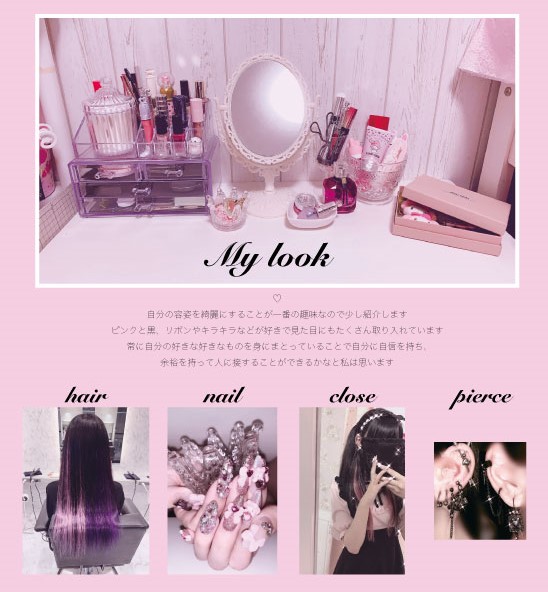 My look
♡
自分の容姿を綺麗にすることが一番の趣味なので少し紹介します
ピンクと黒、リボンやキラキラなどが好きで見た目にもたくさん取り入れています
常に自分の好きな好きなものを身にまとっていることで自分に自信を持ち、
余裕を持って人に接することができるかなと私は思います
hair nail close pierce